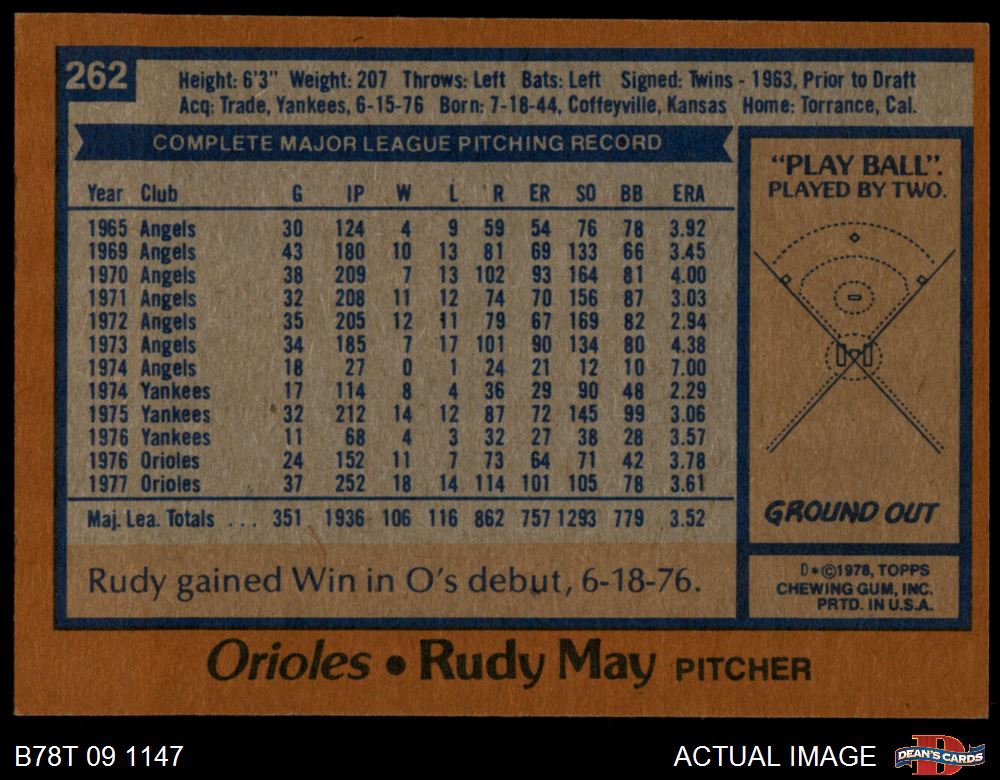 262
Height: 6'3" Weight: 207 Throws: Left Bats: Left Signed: Twins - 1963, Prior to Draft
Acq: Trade, Yankees, 6-15-76 Born: 7-18-44, Coffeyville, Kansas Home: Torrance, Cal.
COMPLETE MAJOR LEAGUE PITCHING RECORD
Year Club G IP W L R ER SO BB ERA
1965 Angels 30 124 4 9 59 54 76 78 3.92
1969 Angels 43 180 10 13 81 69 133 66 3.45
1970 Angels 38 209 7 13 102 93 164 81 4.00
1971 Angels 32 208 11 12 74 70 156 87 3.03
1972 Angels 35 205 12 11 79 67 169 82 2.94
1973 Angels 34 185 7 17 101 90 134 80 4.38
1974 Angels 18 27 0 1 24 21 12 10 7.00
1974 Yankees 17 114 8 4 36 29 90 48 2.29
1975 Yankees 32 212 14 12 87 72 145 99 3.06
1976 Yankees 11 68 4 3 32 27 38 28 3.57
1976 Orioles 24 152 11 7 73 64 71 42 3.78
1977 Orioles 37 252 18 14 114 101 105 78 3.61
Maj. Lea. Totals ... 351 1936 106 116 862 757 1293 779 3.52
Rudy gained Win in O's debut, 6-18-76.
"PLAY BALL".
PLAYED BY TWO.
GROUND OUT
D*©1978, TOPPS
CHEWING GUM, INC.
PRTD. IN U.S.A.
Orioles • Rudy May PITCHER
B78T 09 1147
ACTUAL IMAGE
DEAN'S CARDS